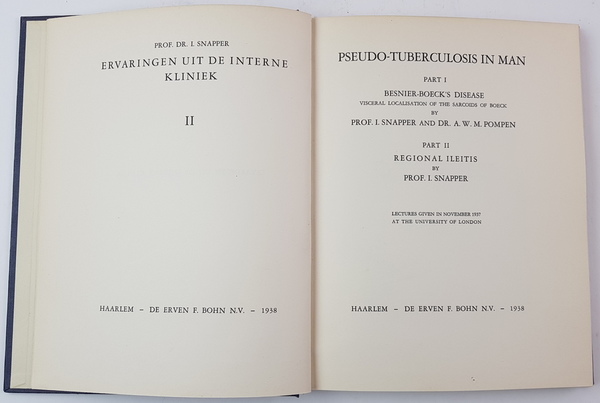 PROF. DR. I. SNAPPER
ERVARINGEN UIT DE INTERNE
KLINIEK
II
HAARLEM – DE ERVEN F. BOHN N.V. – 1938
PSEUDO-TUBERCULOSIS IN MAN
PART I
BESNIER-BOECK'S DISEASE
VISCERAL LOCALISATION OF THE SARCOIDS OF BOECK
BY
PROF. I. SNAPPER AND DR. A. W. M. POMPEN
PART II
REGIONAL ILEITIS
BY
PROF. I. SNAPPER
LECTURES GIVEN IN NOVEMBER 1937
AT THE UNIVERSITY OF LONDON
HAARLEM – DE ERVEN F. BOHN N.V. – 1938